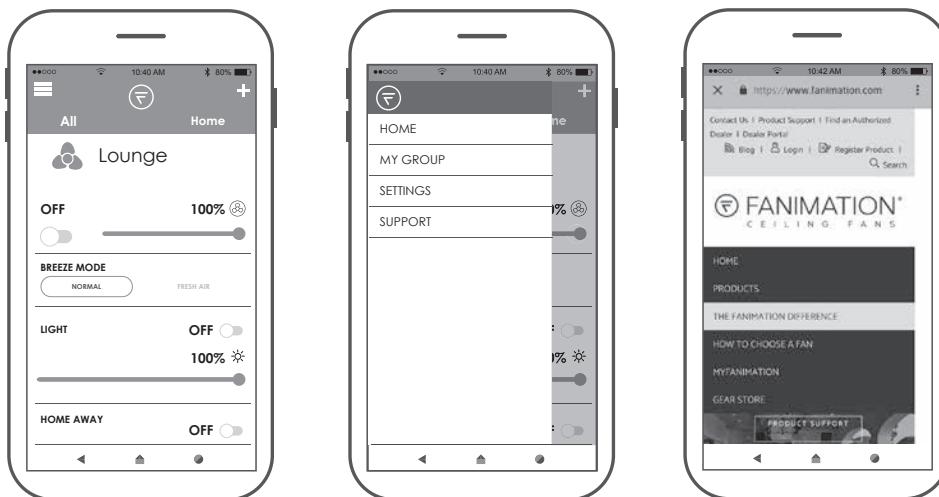 10:40 AM
80%
All
Home
Lounge
OFF
100%
BREEZE MODE
NORMAL
FRESH AIR
LIGHT
OFF
100%
HOME AWAY
OFF
10:40 AM
80%
me
HOME
MY GROUP
SETTINGS
SUPPORT
0%
0%
10:42 AM
80%
https://www.fanimation.com
Contact Us | Product Support | Find an Authorized
Dealer | Dealer Portal
Blog | Login | Register Product |
Search
FANIMATION
CEILING FANS
HOME
PRODUCTS
THE FANIMATION DIFFERENCE
HOW TO CHOOSE A FAN
MYFANIMATION
GEAR STORE
PRODUCT SUPPORT